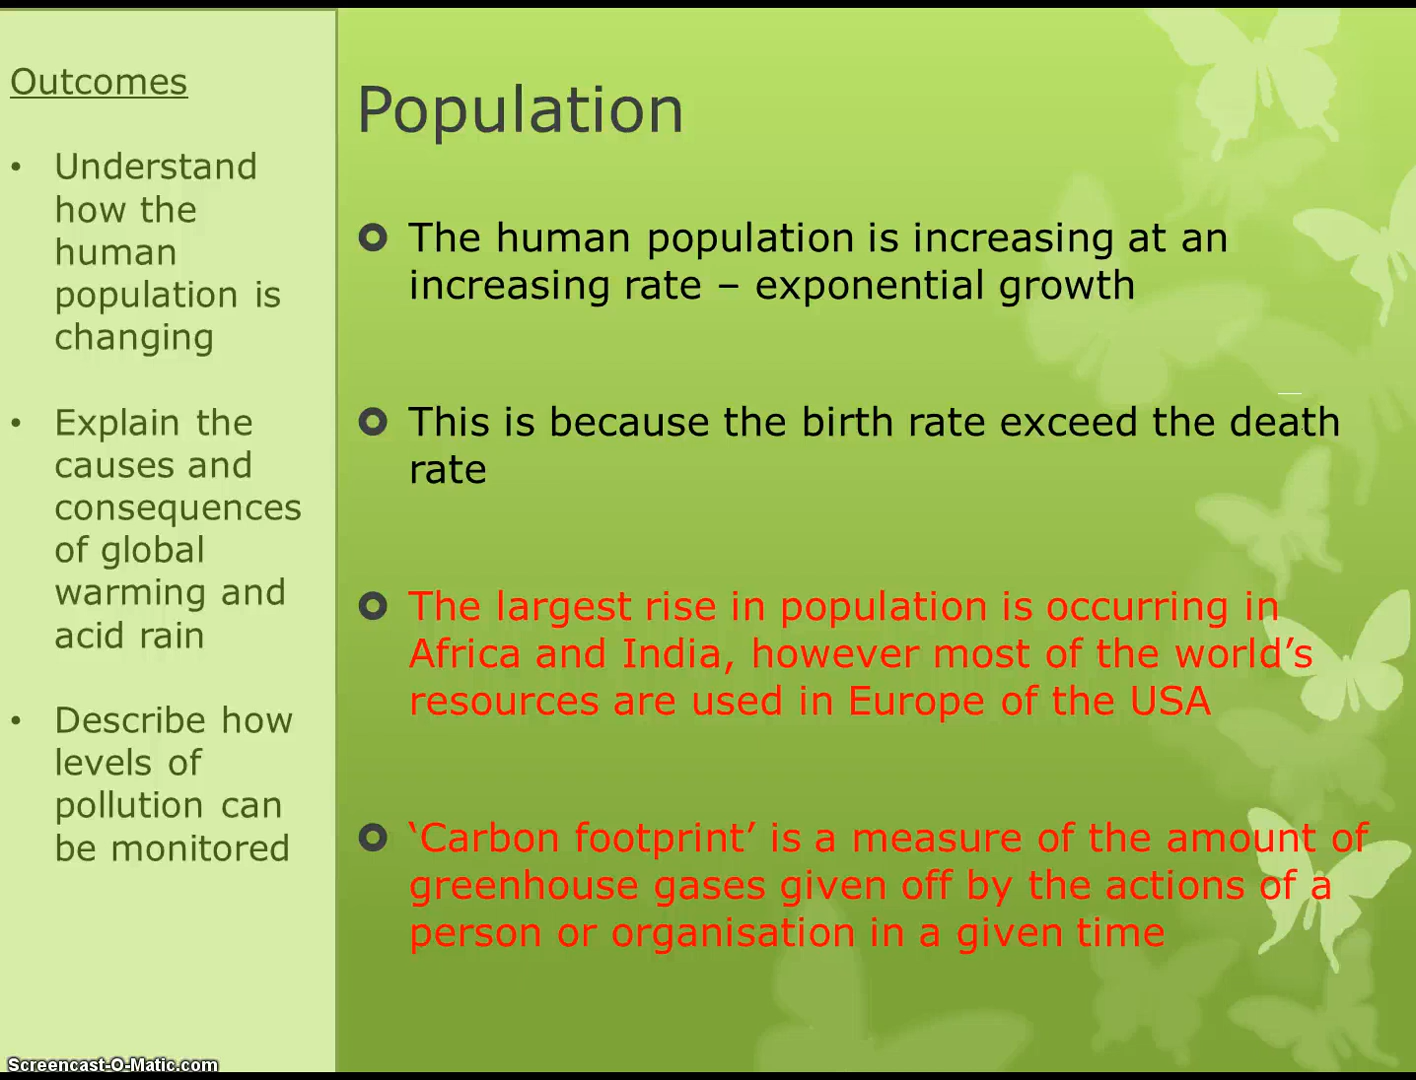 Outcomes
• Understand
how the
human
population is
changing
• Explain the
causes and
consequences
of global
warming and
acid rain
• Describe how
levels of
pollution can
be monitored
Population
The human population is increasing at an
increasing rate – exponential growth
This is because the birth rate exceed the death
rate
The largest rise in population is occurring in
Africa and India, however most of the world’s
resources are used in Europe of the USA
‘Carbon footprint’ is a measure of the amount of
greenhouse gases given off by the actions of a
person or organisation in a given time
Screencast-O-Matic.com